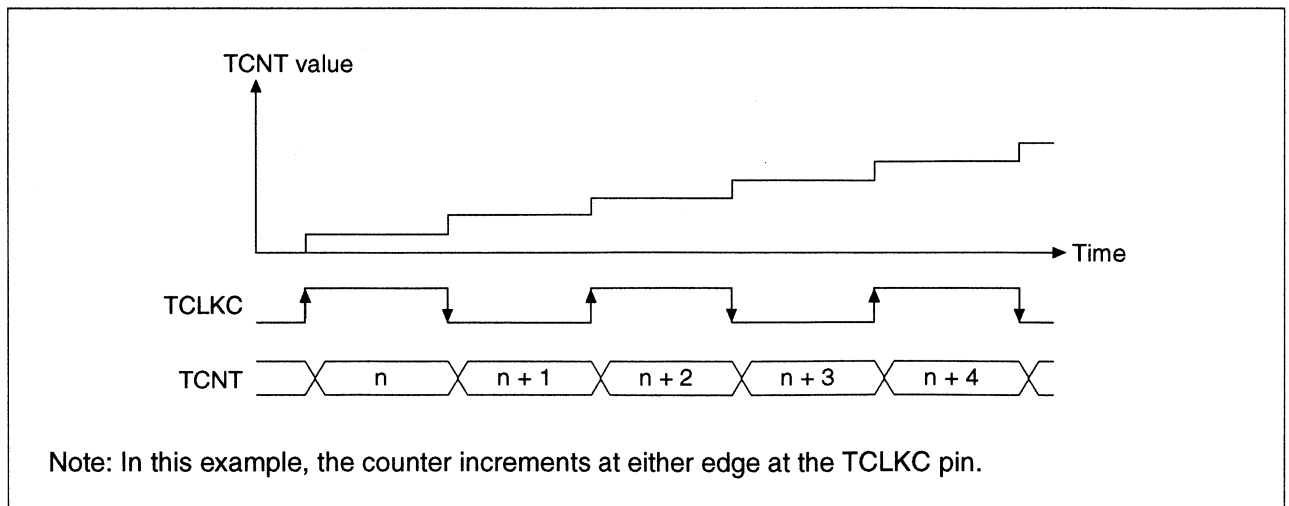 TCNT value
Time
TCLKC
TCNT
n
n + 1
n + 2
n + 3
n + 4
Note: In this example, the counter increments at either edge at the TCLKC pin.